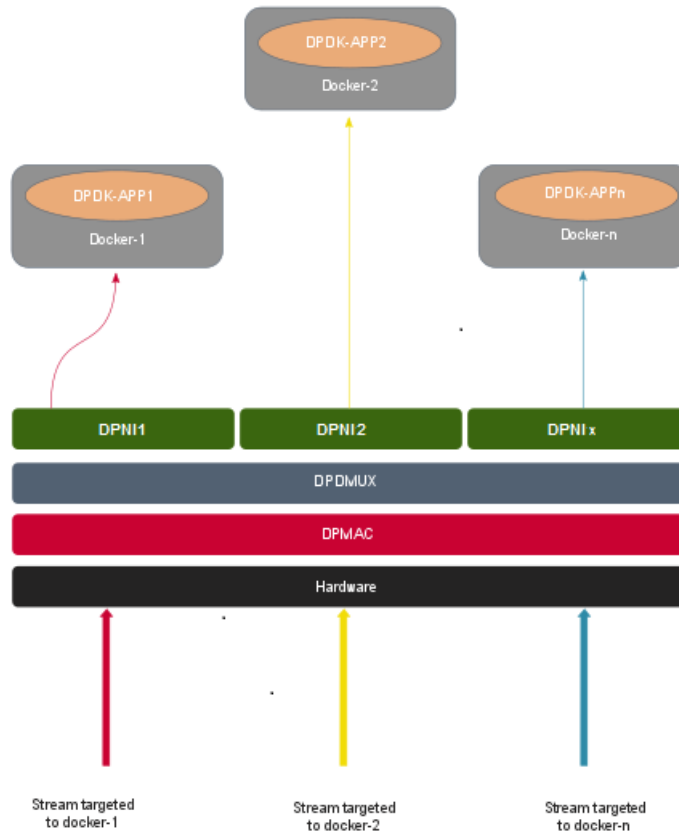 DPDK-APP2
Docker-2
DPDK-APP1
Docker-1
DPDK-APPn
Docker-n
DPNI1
DPNI2
DPNI x
DPDMUX
DPMAC
Hardware
Stream targeted
to docker-1
Stream targeted
to docker-2
Stream targeted
to docker-n